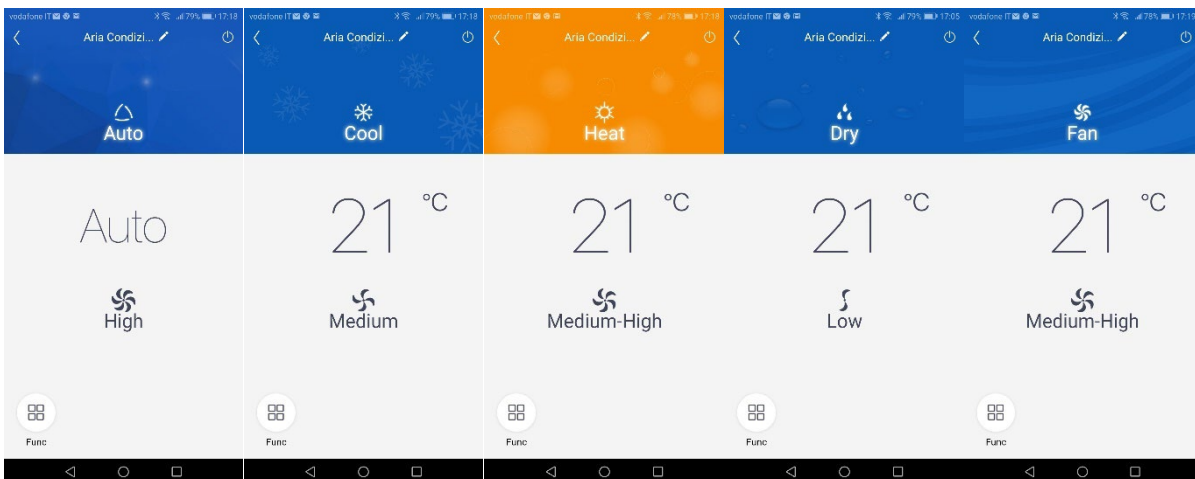 vodafone IT 79% 17:18
Aria Condizi...
Auto
Auto
High
Func
vodafone IT 79% 17:18
Aria Condizi...
Cool
21 °C
Medium
Func
vodafone IT 78% 17:18
Aria Condizi...
Heat
21 °C
Medium-High
Func
vodafone IT 79% 17:05
Aria Condizi...
Dry
21 °C
Low
Func
vodafone IT 78% 17:19
Aria Condizi...
Fan
21 °C
Medium-High
Func